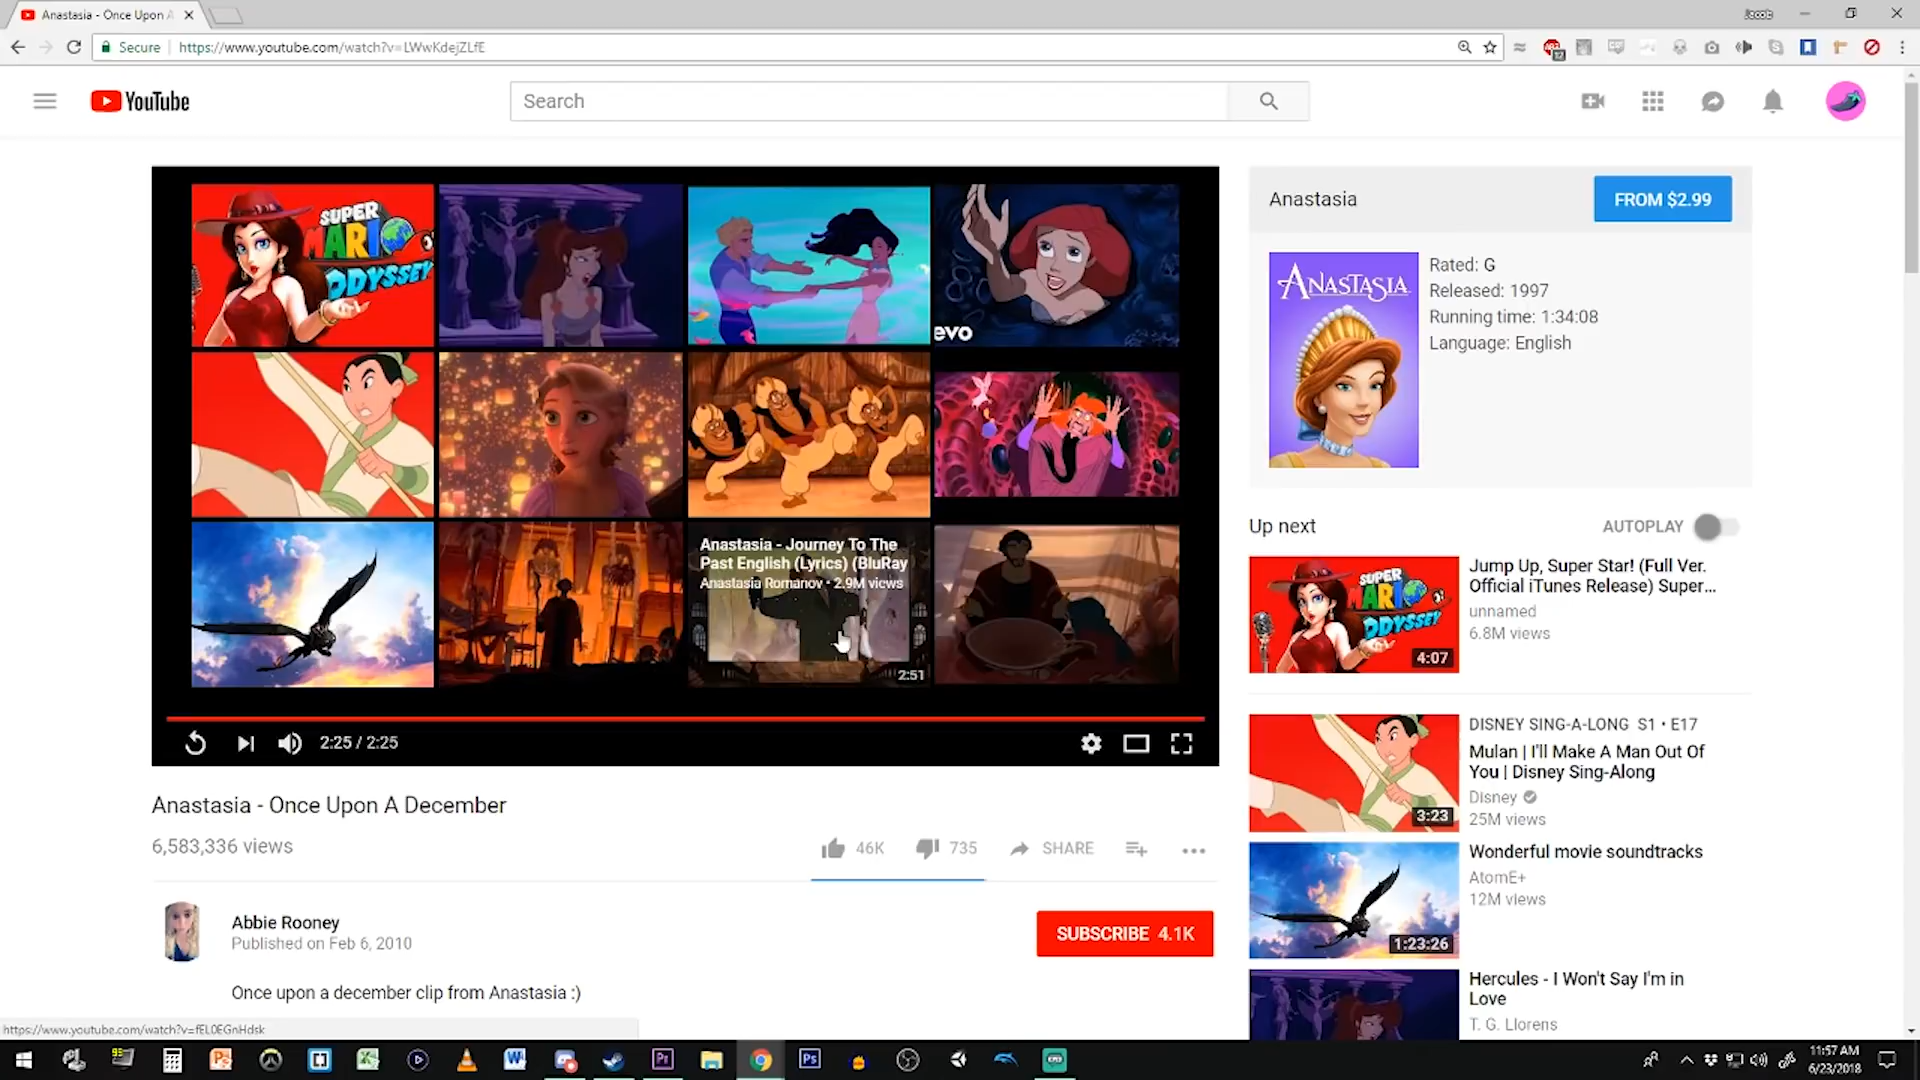 Anastasia - Once Upon A
Jacob
Secure
https://www.youtube.com/watch?v=LWwKdejZLfE
12
YouTube
Search
SUPER
MARIO
ODYSSEY
evo
Anastasia - Journey To The
Past English (Lyrics) (BluRay
Anastasia Romanov • 2.9M views
2:51
2:25 / 2:25
Anastasia
FROM $2.99
ANASTASIA
Rated: G
Released: 1997
Running time: 1:34:08
Language: English
Up next
AUTOPLAY
SUPER
MARIO
ODYSSEY
4:07
Jump Up, Super Star! (Full Ver.
Official iTunes Release) Super...
unnamed
6.8M views
3:23
DISNEY SING-A-LONG S1 • E17
Mulan | I'll Make A Man Out Of
You | Disney Sing-Along
Disney
25M views
1:23:26
Wonderful movie soundtracks
AtomE+
12M views
Hercules - I Won't Say I'm in
Love
T. G. Llorens
Anastasia - Once Upon A December
6,583,336 views
46K
735
SHARE
Abbie Rooney
Published on Feb 6, 2010
SUBSCRIBE 4.1K
Once upon a december clip from Anastasia :)
https://www.youtube.com/watch?v=fEL0EGnHdsk
Pr
Ps
11:57 AM
6/23/2018